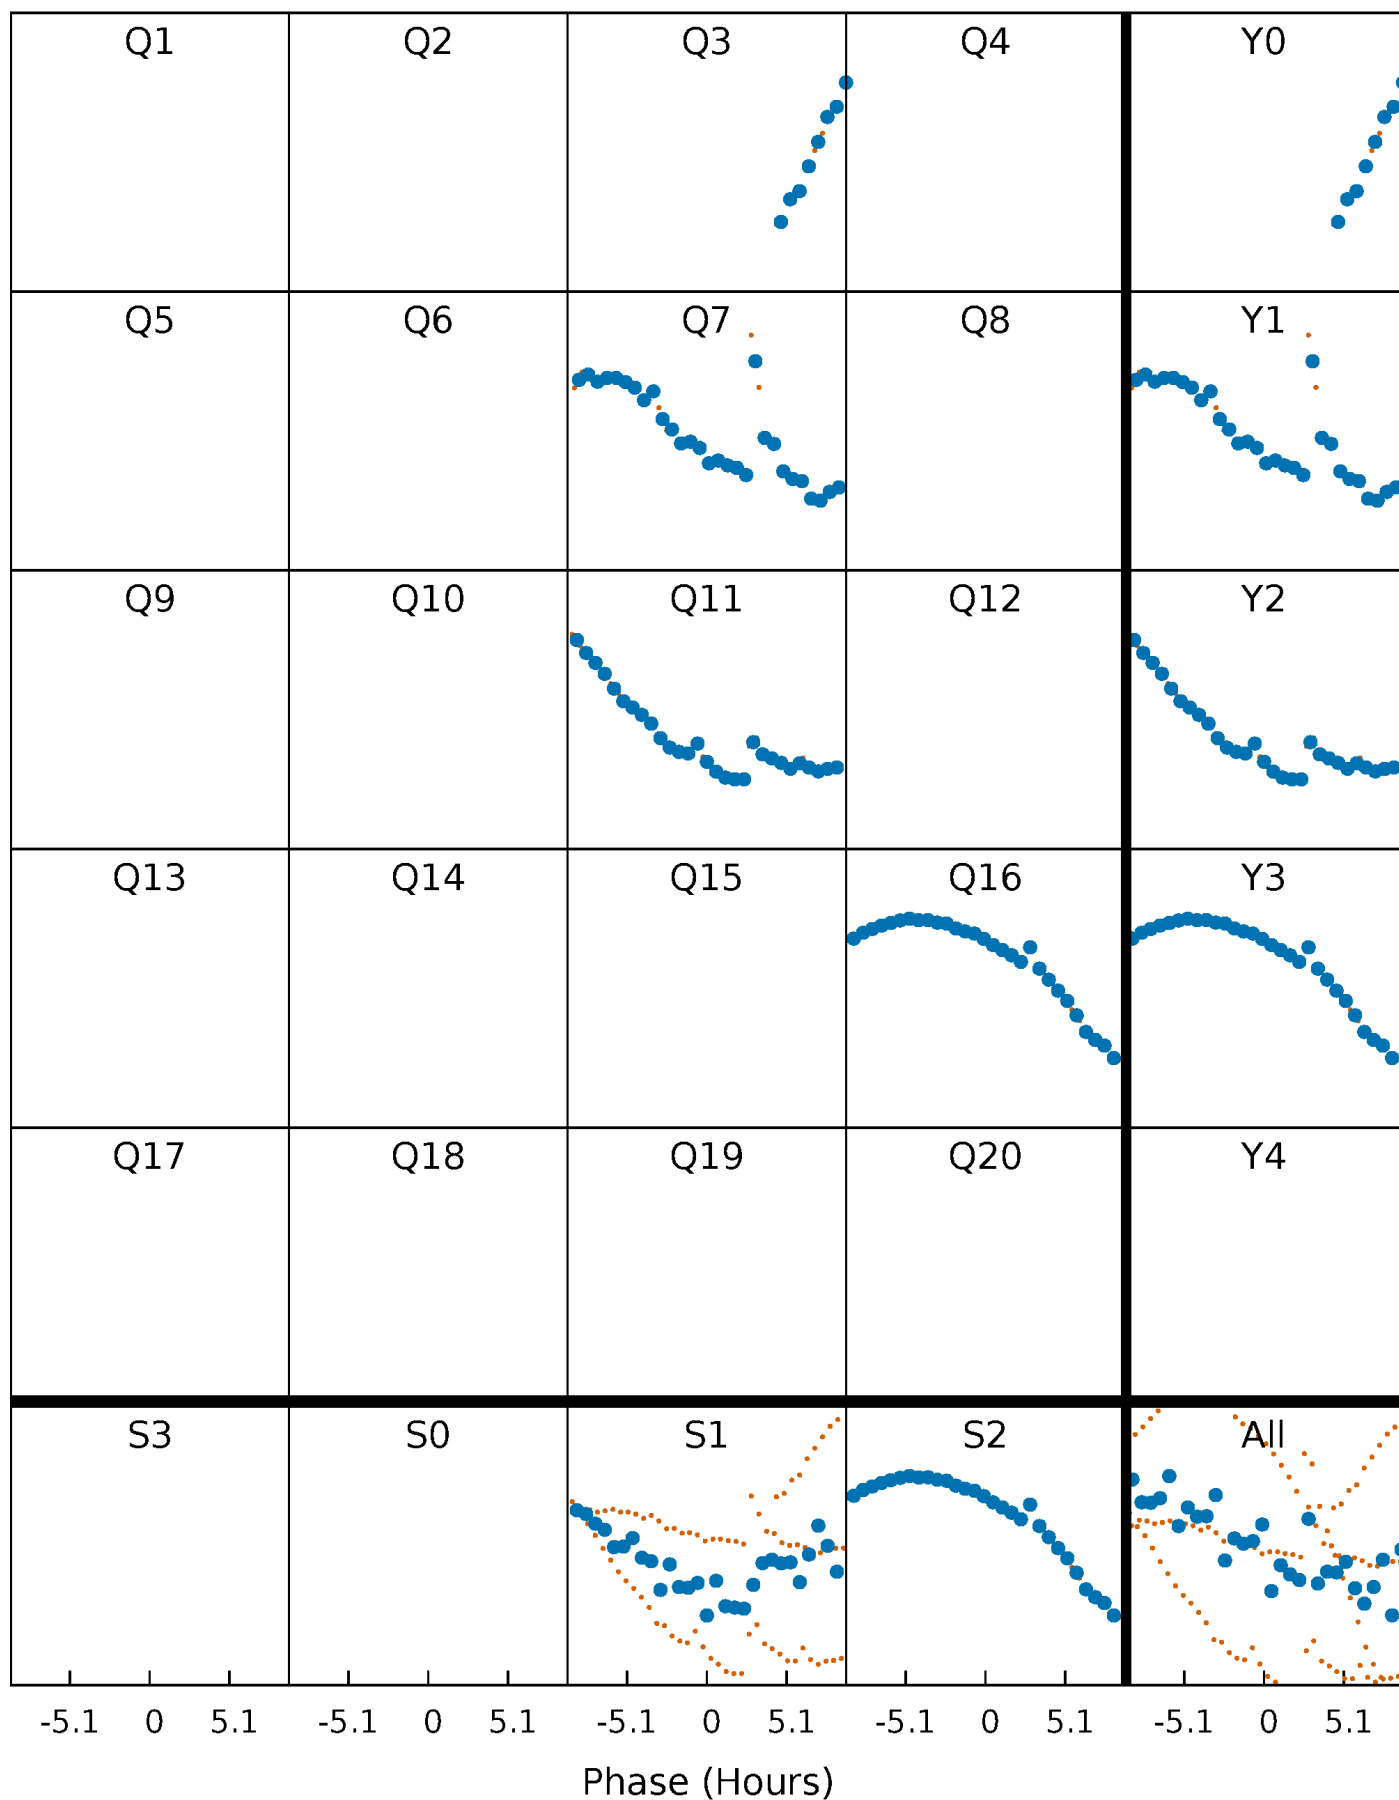 Q1 Q2 Q3 Q4 Y0
Q5 Q6 Q7 Q8 Y1
Q9 Q10 Q11 Q12 Y2
Q13 Q14 Q15 Q16 Y3
Q17 Q18 Q19 Q20 Y4
S3 S0 S1 S2 All
-5.1 0 5.1 -5.1 0 5.1 -5.1 0 5.1 -5.1 0 5.1 -5.1 0 5.1
Phase (Hours)